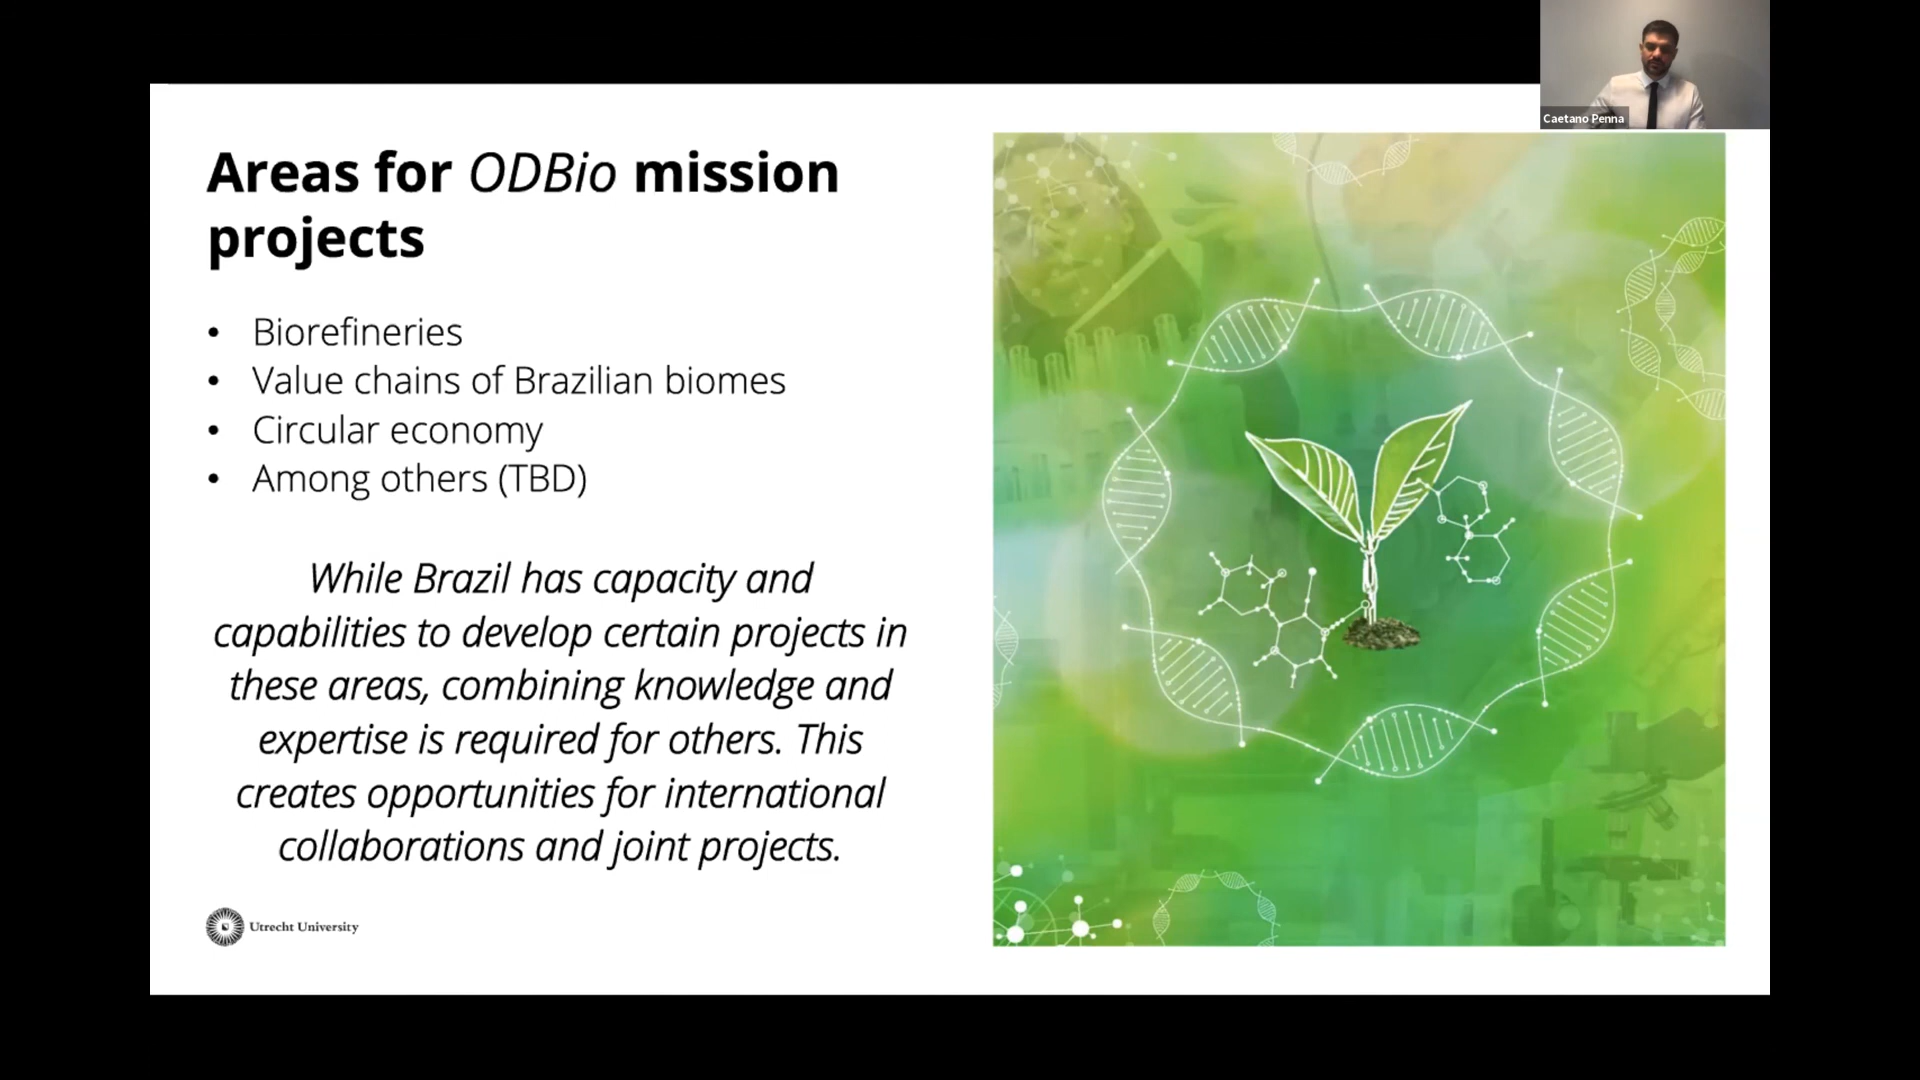 Caetano Penna
Areas for ODBio mission
projects
• Biorefineries
• Value chains of Brazilian biomes
• Circular economy
• Among others (TBD)
While Brazil has capacity and
capabilities to develop certain projects in
these areas, combining knowledge and
expertise is required for others. This
creates opportunities for international
collaborations and joint projects.
Utrecht University